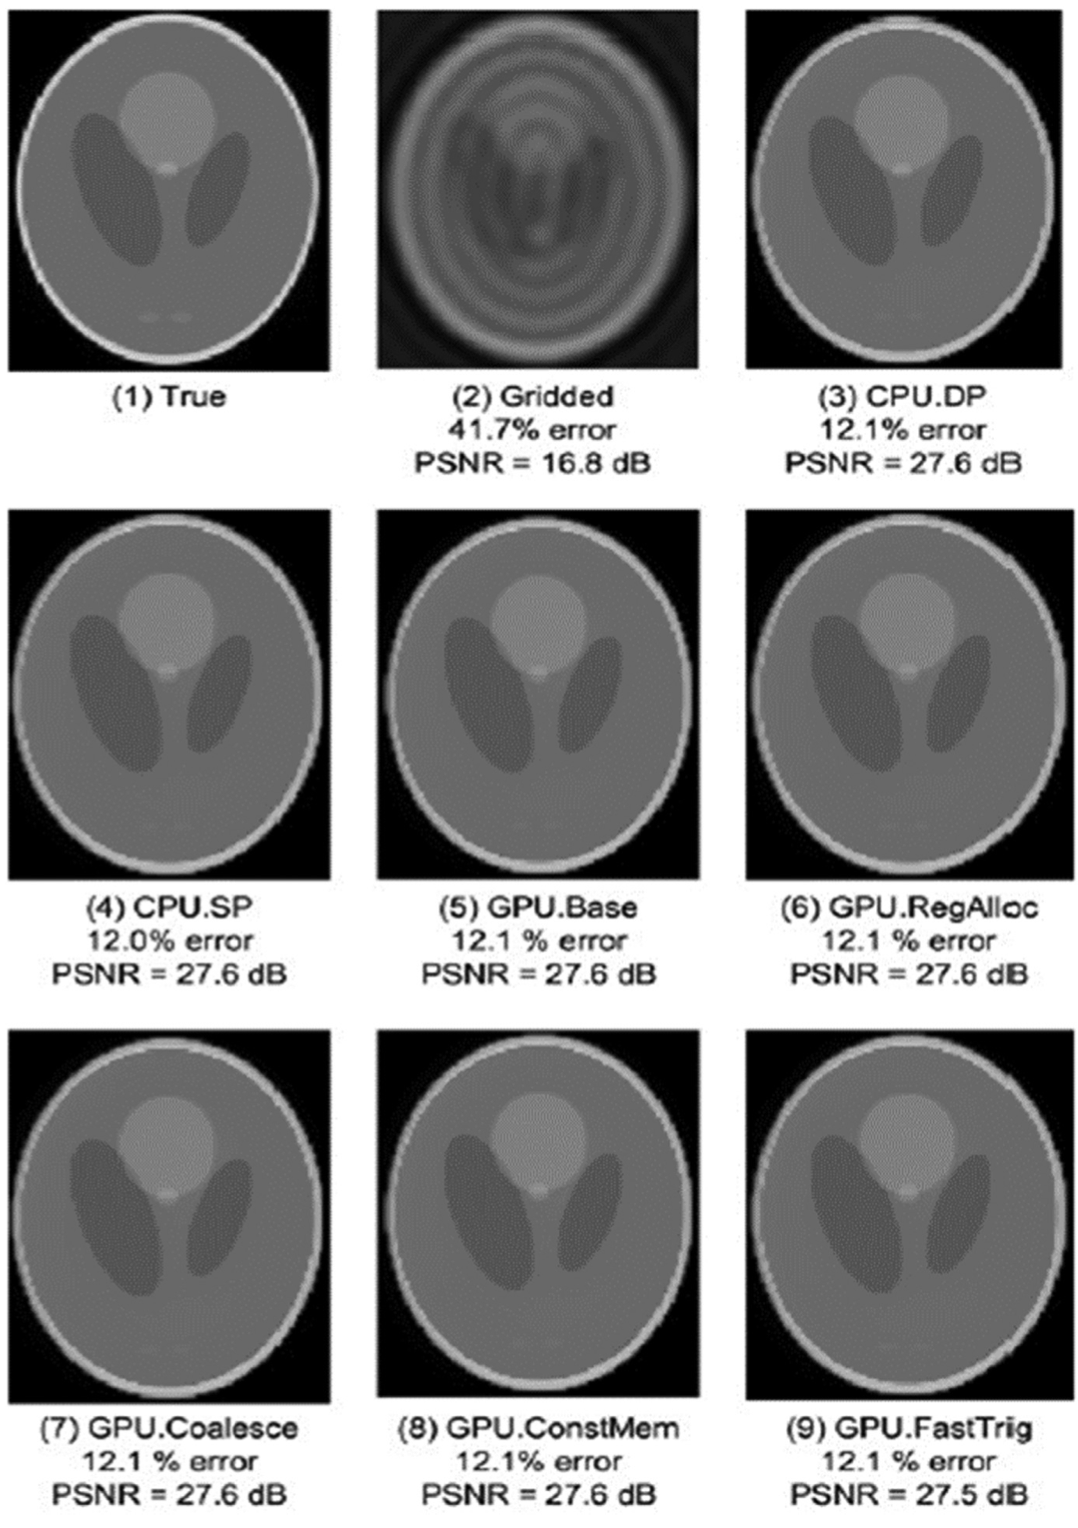 (1) True
(2) Gridded
41.7% error
PSNR = 16.8 dB
(3) CPU.DP
12.1% error
PSNR = 27.6 dB
(4) CPU.SP
12.0% error
PSNR = 27.6 dB
(5) GPU.Base
12.1 % error
PSNR = 27.6 dB
(6) GPU.RegAlloc
12.1 % error
PSNR = 27.6 dB
(7) GPU.Coalesce
12.1 % error
PSNR = 27.6 dB
(8) GPU.ConstMem
12.1% error
PSNR = 27.6 dB
(9) GPU.FastTrig
12.1 % error
PSNR = 27.5 dB